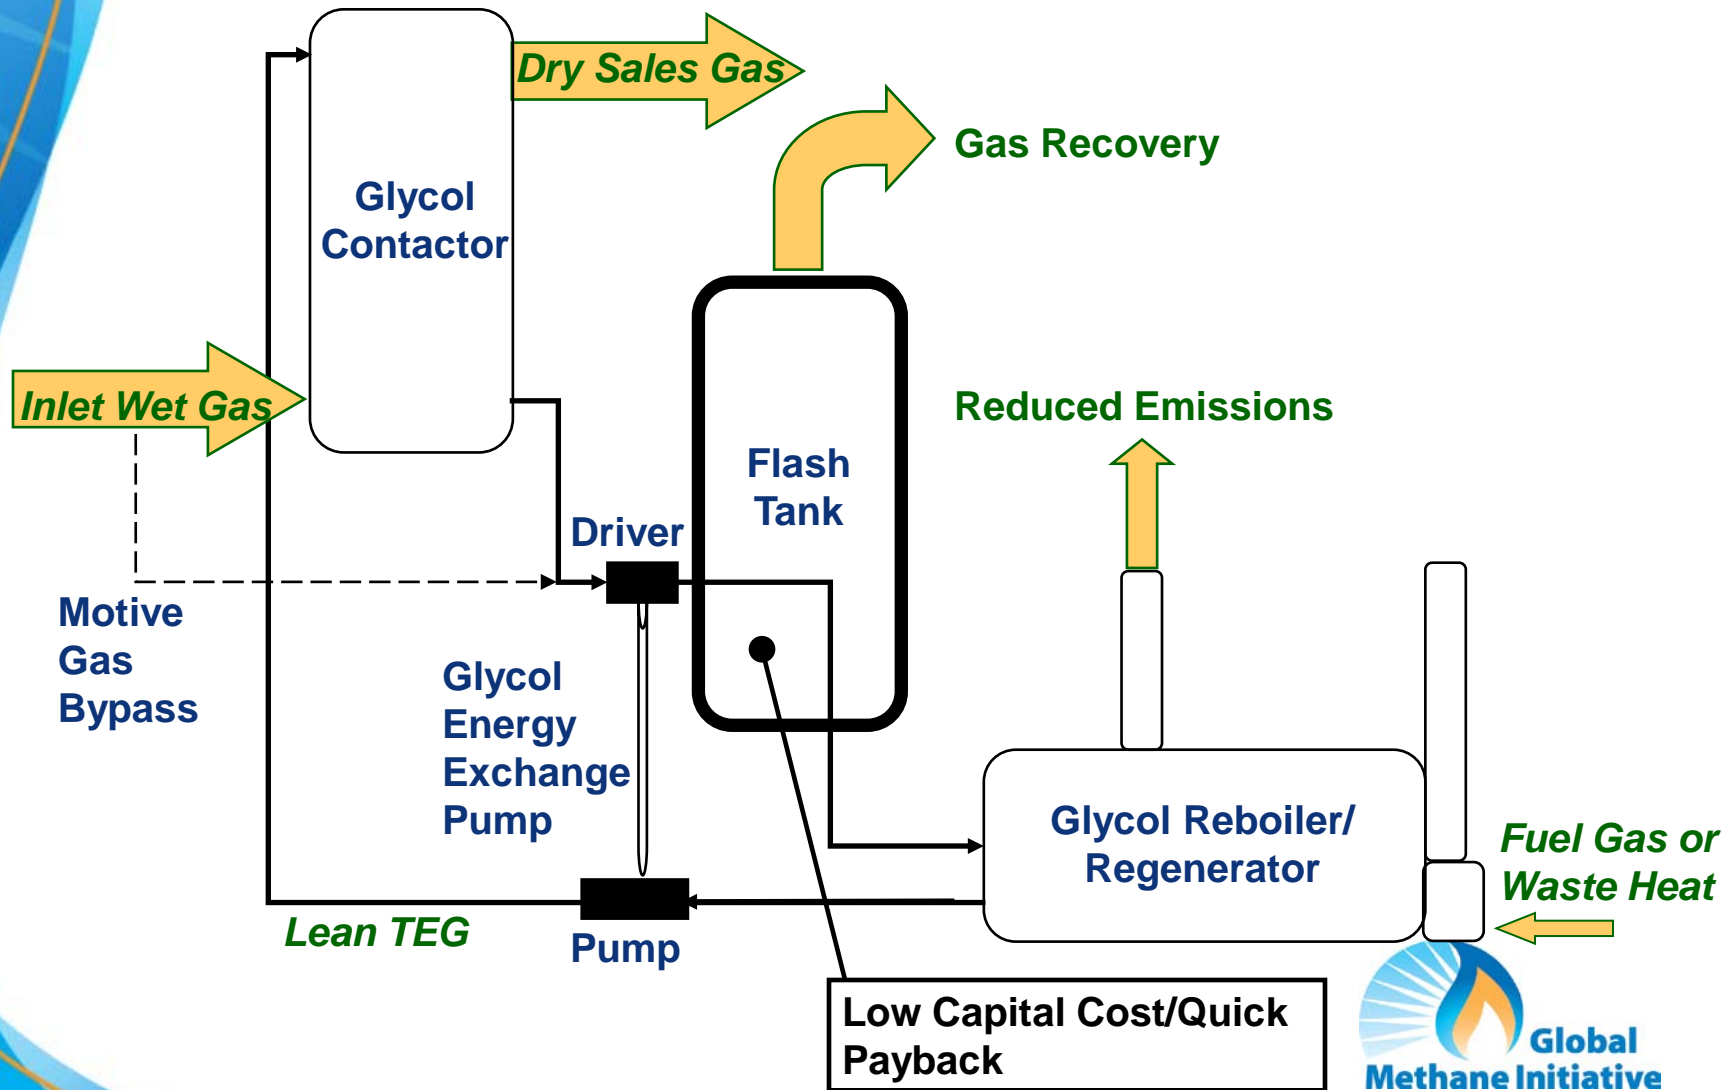 Dry Sales Gas
Gas Recovery
Glycol
Contactor
Inlet Wet Gas
Reduced Emissions
Flash
Tank
Driver
Motive
Gas
Bypass
Glycol
Energy
Exchange
Pump
Glycol Reboiler/
Regenerator
Fuel Gas or
Waste Heat
Lean TEG
Pump
Low Capital Cost/Quick
Payback
Global
Methane Initiative